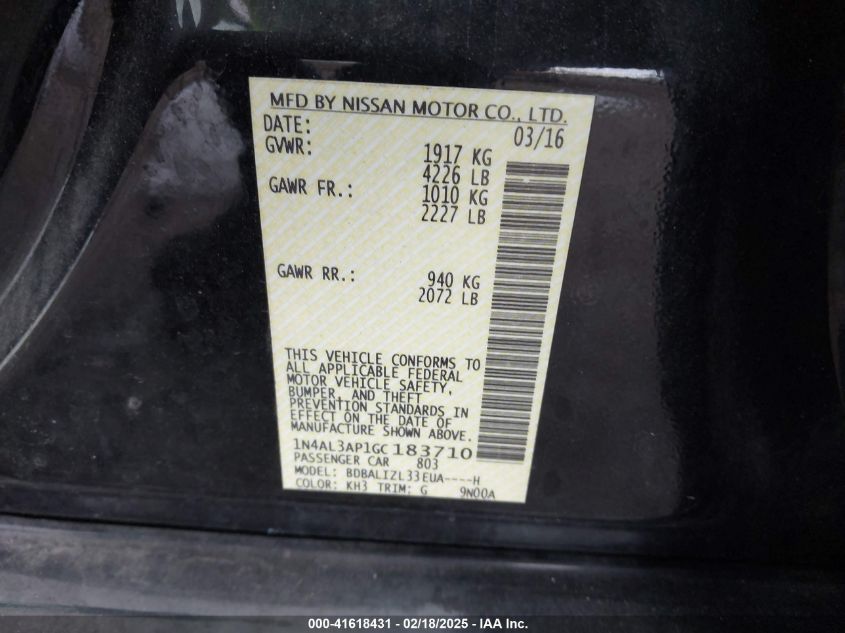 MFD BY NISSAN MOTOR CO., LTD.
DATE: 03/16
GVWR: 1917 KG
4226 LB
GAWR FR.: 1010 KG
2227 LB
GAWR RR.: 940 KG
2072 LB
THIS VEHICLE CONFORMS TO
ALL APPLICABLE FEDERAL
MOTOR VEHICLE SAFETY,
BUMPER, AND THEFT
PREVENTION STANDARDS IN
EFFECT ON THE DATE OF
MANUFACTURE SHOWN ABOVE.
1N4AL3AP1GC183710
PASSENGER CAR 803
MODEL: BDBALIZL33EUA----H
COLOR: KH3 TRIM: G 9N00A
000-41618431 - 02/18/2025 - IAA Inc.